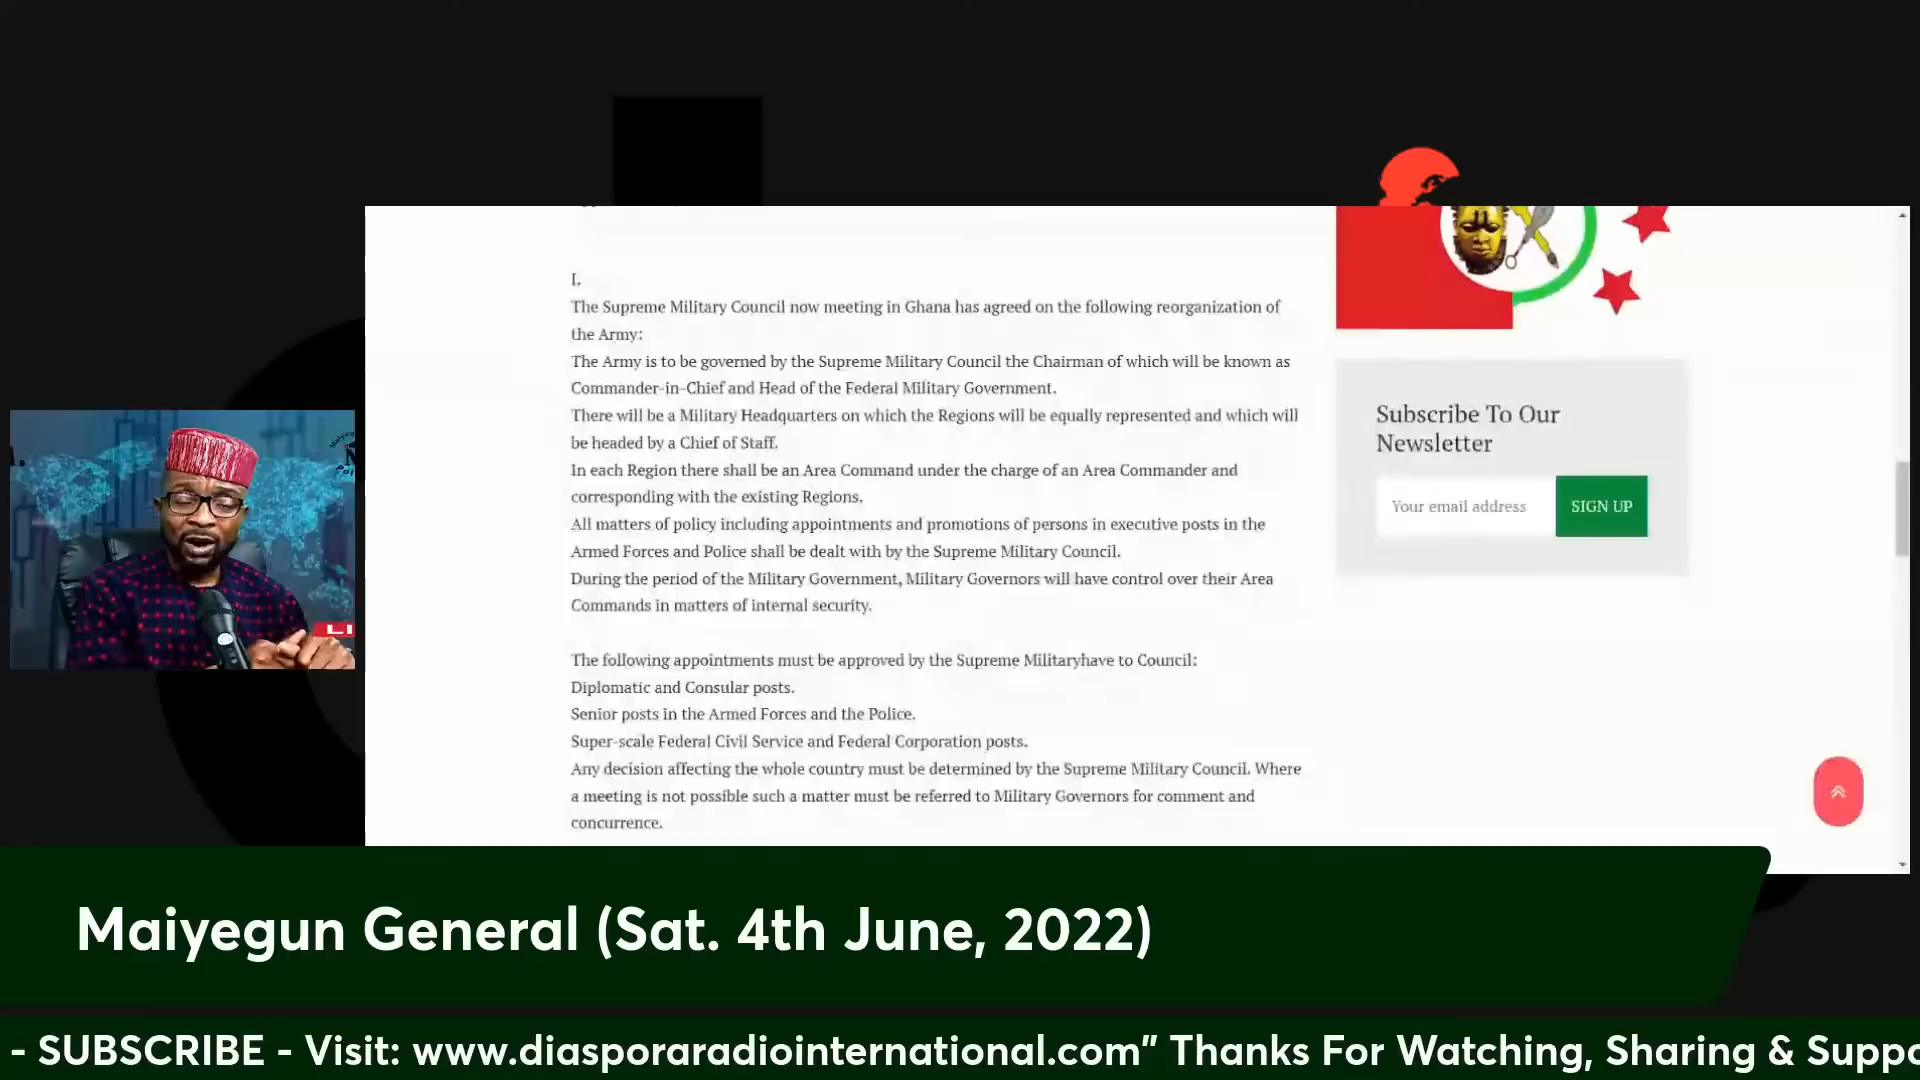 I.
The Supreme Military Council now meeting in Ghana has agreed on the following reorganization of
the Army:
The Army is to be governed by the Supreme Military Council the Chairman of which will be known as
Commander-in-Chief and Head of the Federal Military Government.
There will be a Military Headquarters on which the Regions will be equally represented and which will
be headed by a Chief of Staff.
In each Region there shall be an Area Command under the charge of an Area Commander and
corresponding with the existing Regions.
All matters of policy including appointments and promotions of persons in executive posts in the
Armed Forces and Police shall be dealt with by the Supreme Military Council.
During the period of the Military Government, Military Governors will have control over their Area
Commands in matters of internal security.
The following appointments must be approved by the Supreme Militaryhave to Council:
Diplomatic and Consular posts.
Senior posts in the Armed Forces and the Police.
Super-scale Federal Civil Service and Federal Corporation posts.
Any decision affecting the whole country must be determined by the Supreme Military Council. Where
a meeting is not possible such a matter must be referred to Military Governors for comment and
concurrence.
Subscribe To Our
Newsletter
Your email address
SIGN UP
LI
Maiyegun General (Sat. 4th June, 2022)
- SUBSCRIBE - Visit: www.diasporaradiointernational.com” Thanks For Watching, Sharing & Suppo